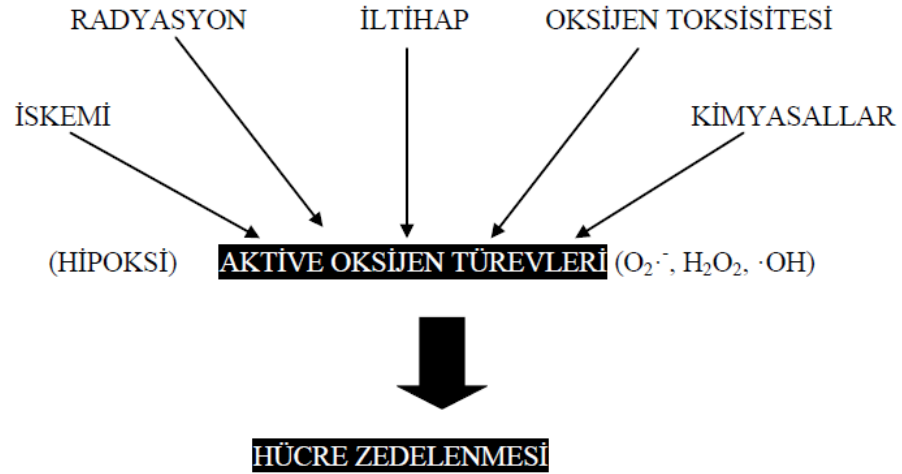 RADYASYON İLTİHAP OKSİJEN TOKSİSİTESİ
İSKEMİ KİMYASALLAR
(HİPOKSİ) AKTİVE OKSİJEN TÜREVLERİ (O₂·⁻, H₂O₂, ·OH)
HÜCRE ZEDELENMESİ